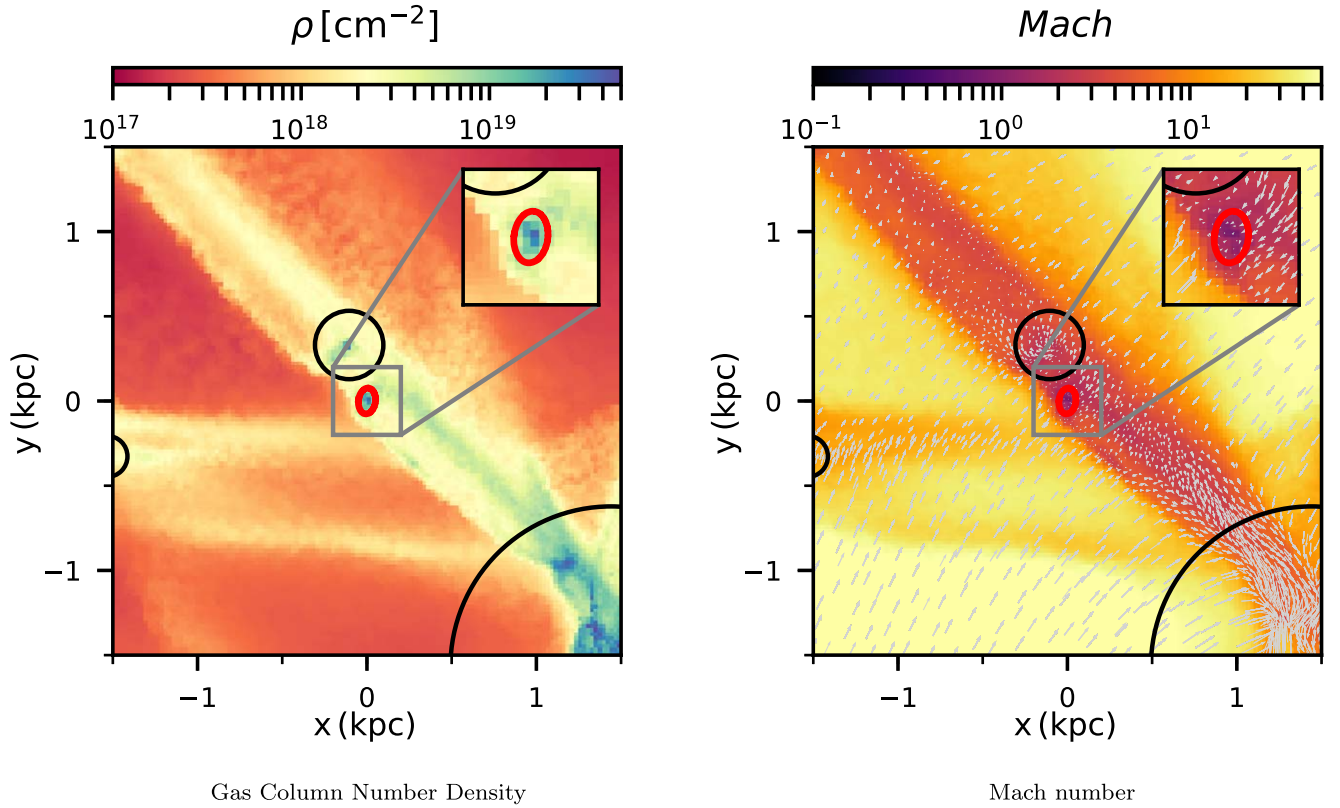 ρ [cm⁻²]
10¹⁷ 10¹⁸ 10¹⁹
1
0
−1
y (kpc)
−1 0 1
x (kpc)
Gas Column Number Density
Mach
10⁻¹ 10⁰ 10¹
1
0
−1
y (kpc)
−1 0 1
x (kpc)
Mach number